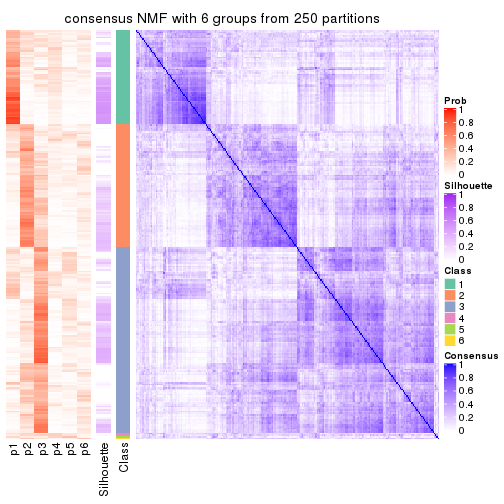 consensus NMF with 6 groups from 250 partitions
p1
p2
p3
p4
p5
p6
Silhouette
Class
Prob
1
0.8
0.6
0.4
0.2
0
Silhouette
1
0.8
0.6
0.4
0.2
0
Class
1
2
3
4
5
6
Consensus
1
0.8
0.6
0.4
0.2
0